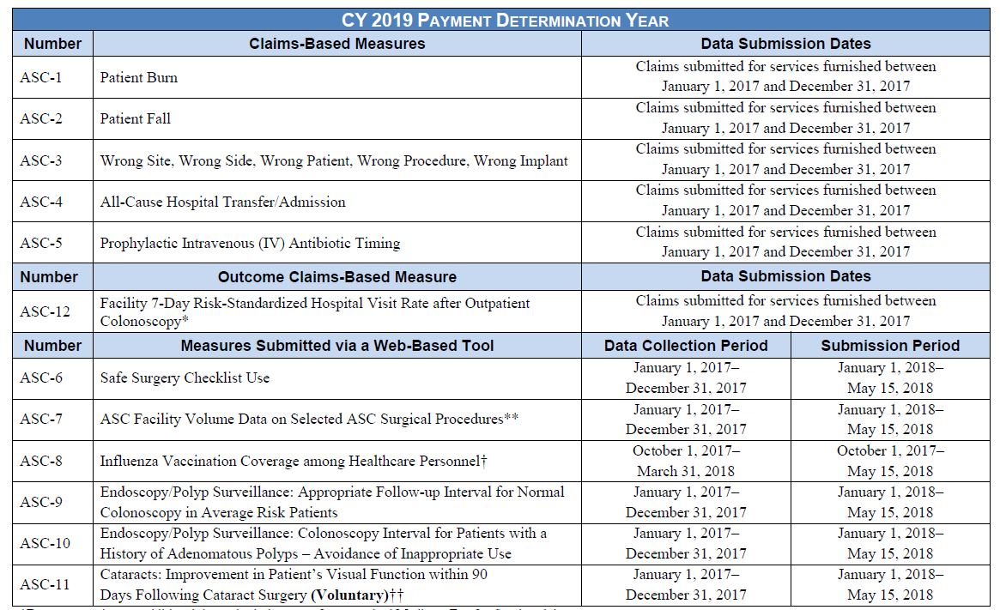 CY 2019 PAYMENT DETERMINATION YEAR
Number Claims-Based Measures Data Submission Dates
ASC-1 Patient Burn Claims submitted for services furnished between
January 1, 2017 and December 31, 2017
ASC-2 Patient Fall Claims submitted for services furnished between
January 1, 2017 and December 31, 2017
ASC-3 Wrong Site, Wrong Side, Wrong Patient, Wrong Procedure, Wrong Implant Claims submitted for services furnished between
January 1, 2017 and December 31, 2017
ASC-4 All-Cause Hospital Transfer/Admission Claims submitted for services furnished between
January 1, 2017 and December 31, 2017
ASC-5 Prophylactic Intravenous (IV) Antibiotic Timing Claims submitted for services furnished between
January 1, 2017 and December 31, 2017
Number Outcome Claims-Based Measure Data Submission Dates
ASC-12 Facility 7-Day Risk-Standardized Hospital Visit Rate after Outpatient Claims submitted for services furnished between
Colonoscopy* January 1, 2017 and December 31, 2017
Number Measures Submitted via a Web-Based Tool Data Collection Period Submission Period
ASC-6 Safe Surgery Checklist Use January 1, 2017– January 1, 2018–
December 31, 2017 May 15, 2018
ASC-7 ASC Facility Volume Data on Selected ASC Surgical Procedures** January 1, 2017– January 1, 2018–
December 31, 2017 May 15, 2018
ASC-8 Influenza Vaccination Coverage among Healthcare Personnel† October 1, 2017– October 1, 2017–
March 31, 2018 May 15, 2018
ASC-9 Endoscopy/Polyp Surveillance: Appropriate Follow-up Interval for Normal January 1, 2017– January 1, 2018–
Colonoscopy in Average Risk Patients December 31, 2017 May 15, 2018
ASC-10 Endoscopy/Polyp Surveillance: Colonoscopy Interval for Patients with a January 1, 2017– January 1, 2018–
History of Adenomatous Polyps – Avoidance of Inappropriate Use December 31, 2017 May 15, 2018
ASC-11 Cataracts: Improvement in Patient’s Visual Function within 90 January 1, 2017– January 1, 2018–
Days Following Cataract Surgery (Voluntary)†† December 31, 2017 May 15, 2018